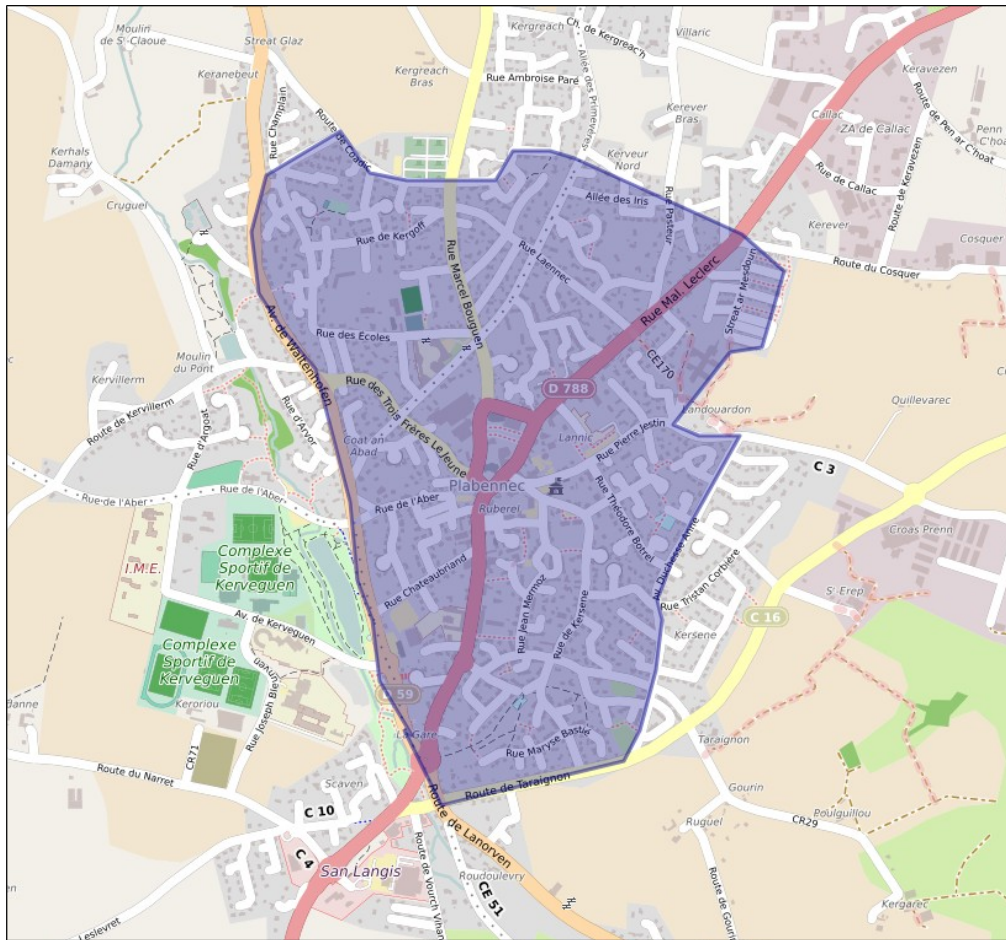 Moulin
de St-Claoue
Streat Glaz
Kergreach
Ch. de Kergreac'h
Villaric
Keranebeut
Kergreach
Bras
Rue Ambroise Paré
Allée des Primevères
Keravezen
Rue Champlain
Route de Coadic
Kerever
Bras
Callac
ZA de Callac
Route de Pen ar C'hoat
Penn
C'hoat
Kerhals
Damany
Kerveur
Nord
Rue de Callac
Route de Keravezen
Cruguel
Allée des Iris
Rue Pasteur
Kerever
Rue de Kergoff
Rue Marcel Bouguen
Rue Laennec
Cosquer
Route du Cosquer
Rue Mal. Leclerc
Streat ar Mesdoun
Av. de Waltenhofen
Rue des Écoles
Moulin
du Pont
CE170
Kervillerm
Rue des Trois Frères Le Jeune
D 788
Quillevarec
Route de Kervillerm
Rue d'Argoat
Rue d'Arvor
Landouardon
Coat an
Abad
Lannic
Rue Pierre Jestin
C 3
Plabennec
Rue de l'Aber
Rue de l'Aber
Rue de l'Aber
Ruberel
Rue Théodore Botrel
Av. Duchesse Anne
Croas Prenn
Complexe
Sportif de
Kerveguen
I.M.E.
Rue Chateaubriand
Rue Jean Mermoz
Rue de Kersene
Rue Tristan Corbière
St Erep
Av. de Kerveguen
C 16
Kersene
Complexe
Sportif de
Kerveguen
Keroriou
Rue Joseph Bleunven
D 59
CR21
La Gare
Rue Maryse Bastié
Taraignon
Route du Narret
Scaven
Route de Taraignon
Gourin
C 10
Route de Lanorven
Poulguillou
Ruguel
CR29
C 4
San Langis
Roudoulevry
CE 51
Route de Gourin
Kergarec
Leslevret